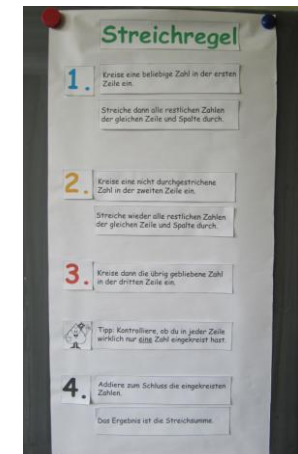 Streichregel
1. Kreise eine beliebige Zahl in der ersten
Zeile ein.
Streiche dann alle restlichen Zahlen
der gleichen Zeile und Spalte durch.
2. Kreise eine nicht durchgestrichene
Zahl in der zweiten Zeile ein.
Streiche wieder alle restlichen Zahlen
der gleichen Zeile und Spalte durch.
3. Kreise dann die übrig gebliebene Zahl
in der dritten Zeile ein.
Tipp: Kontrolliere, ob du in jeder Zeile
wirklich nur eine Zahl eingekreist hast.
4. Addiere zum Schluss die eingekreisten
Zahlen.
Das Ergebnis ist die Streichsumme.